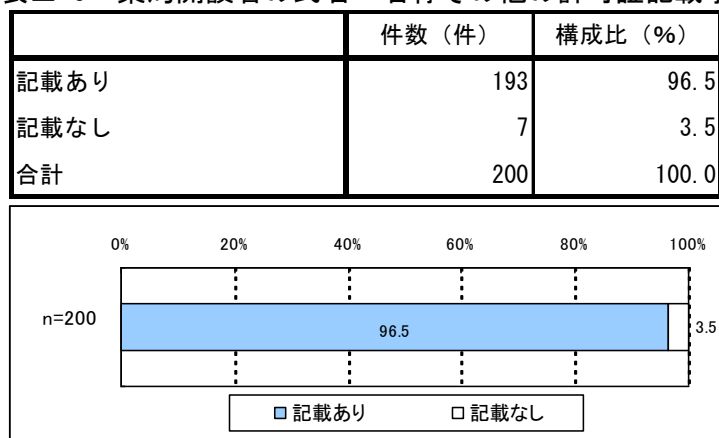 件数（件） 構成比（%）
記載あり 193 96.5
記載なし 7 3.5
合計 200 100.0
0% 20% 40% 60% 80% 100%
n=200 96.5 3.5
記載あり 記載なし